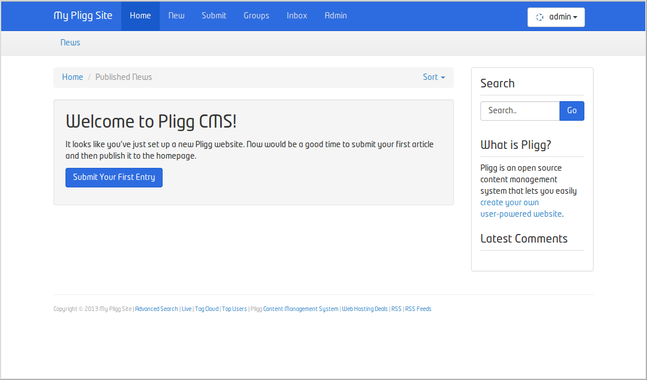 My Pligg Site Home New Submit Groups Inbox Admin admin
News
Home / Published News Sort
Welcome to Pligg CMS!
It looks like you've just set up a new Pligg website. Now would be a good time to submit your first article
and then publish it to the homepage.
Submit Your First Entry
Search
Search.. Go
What is Pligg?
Pligg is an open source
content management
system that lets you easily
create your own
user-powered website.
Latest Comments
Copyright © 2013 My Pligg Site | Advanced Search | Live | Tag Cloud | Top Users | Pligg Content Management System | Web Hosting Deals | RSS | RSS Feeds